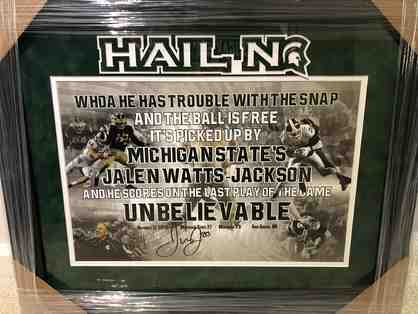 HAIL NO
WHOA HE HAS TROUBLE WITH THE SNAP
AND THE BALL IS FREE
IT'S PICKED UP BY
MICHIGAN STATE'S
JALEN WATTS-JACKSON
AND HE SCORES ON THE LAST PLAY OF THE GAME
UNBELIEVABLE